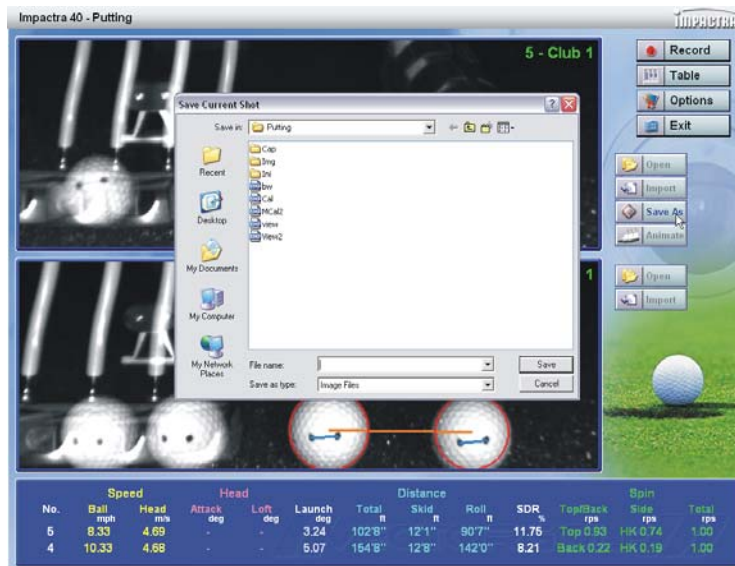 Impactra 40 - Putting
IMPACTRA
5 - Club 1
Record
Table
Options
Exit
Save Current Shot
Save in: Putting
Recent
Desktop
My Documents
My Computer
My Network Places
Cap
Img
Ini
bw
Cal
MCal2
view
View2
File name:
Save
Save as type: Image Files
Cancel
Open
Import
Save As
Animate
1
Open
Import
Speed Head Distance Spin
No. Ball Head Attack Loft Launch Total Skid Roll SDR Top/Back Side Total
mph m/s deg deg deg ft ft ft % rps rps rps
5 8.33 4.69 - - 3.24 102'8" 12'1" 90'7" 11.75 Top 0.93 HK 0.74 1.00
4 10.33 4.68 - - 5.07 154'8" 12'8" 142'0" 8.21 Back 0.22 HK 0.19 1.00